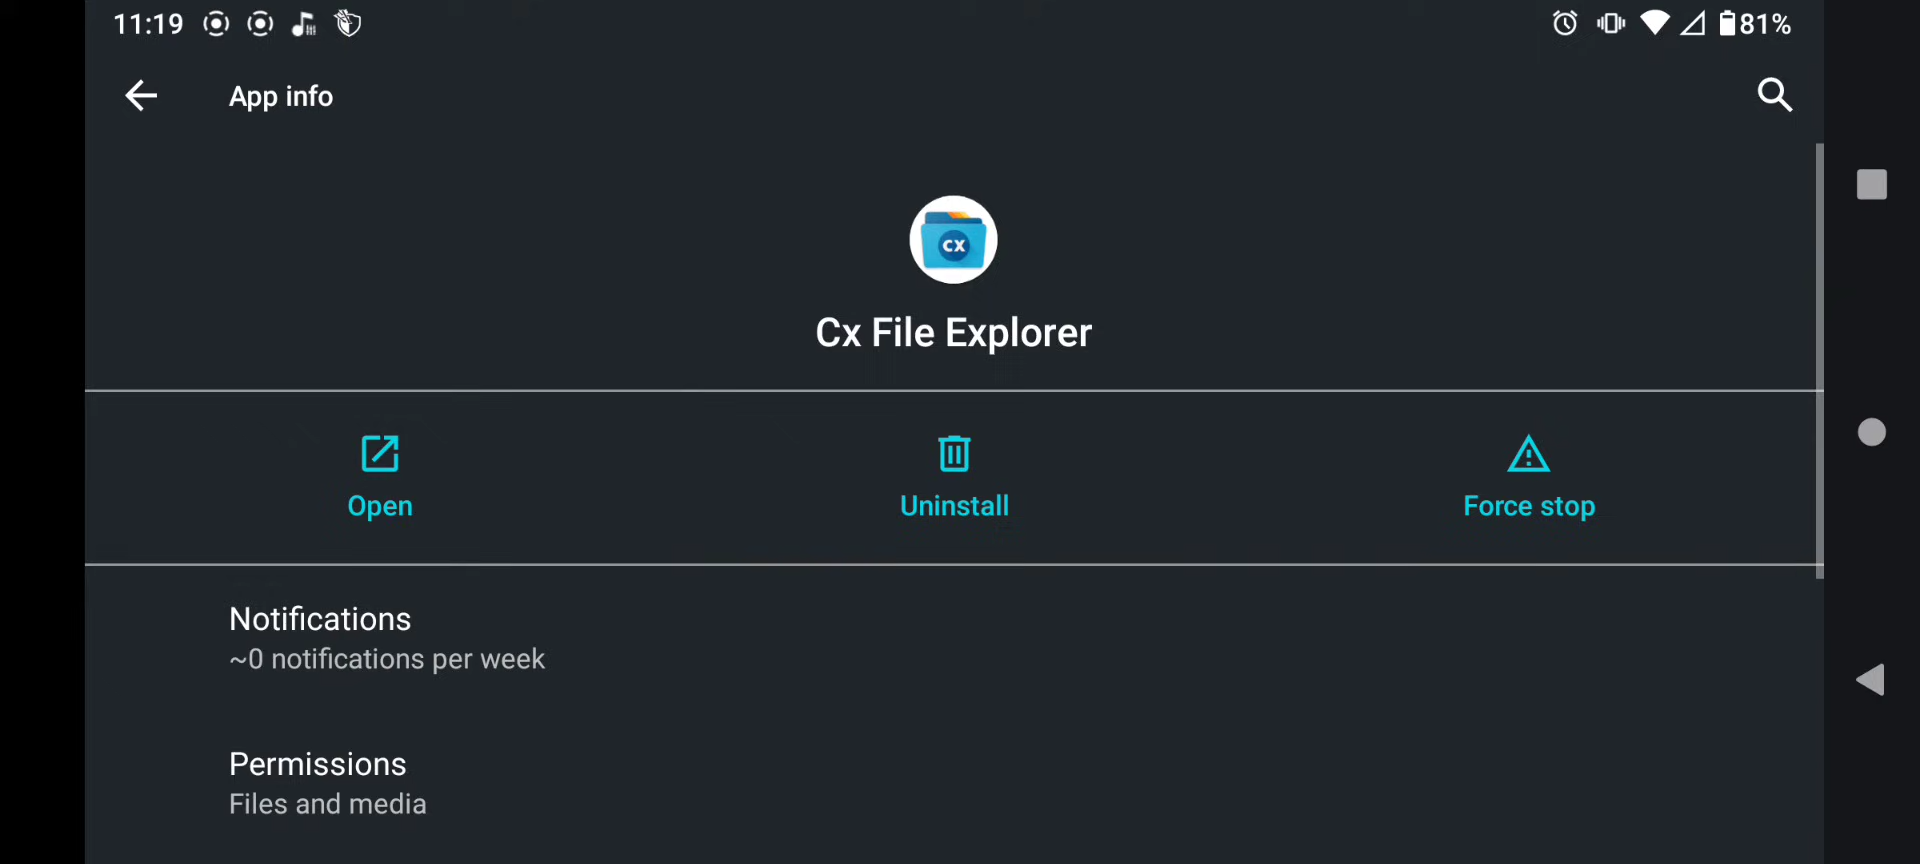 11:19 81%
App info
CX
Cx File Explorer
Open Uninstall Force stop
Notifications
~0 notifications per week
Permissions
Files and media